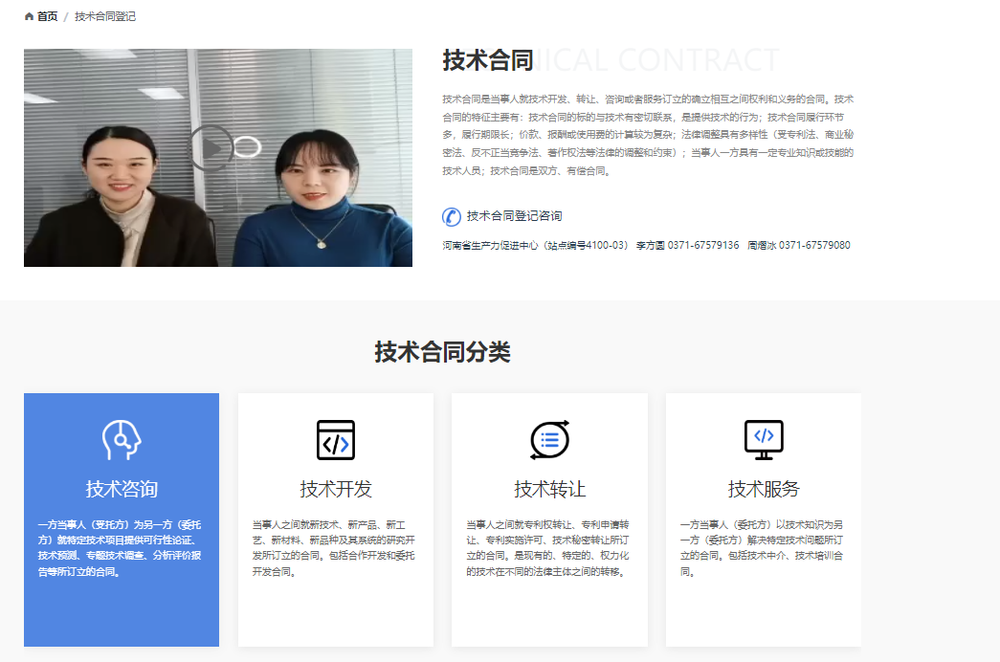 首页 / 技术合同登记
技术合同
NICAL CONTRACT
技术合同是当事人就技术开发、转让、咨询或者服务订立的确立相互之间权利和义务的合同。技术
合同的特征主要有：技术合同的标的与技术有密切联系，是提供技术的行为；技术合同履行环节
多，履行期限长；价款、报酬或使用费的计算较为复杂；法律调整具有多样性（受专利法、商业秘
密法、反不正当竞争法、著作权法等法律的调整和约束）；当事人一方具有一定专业知识或技能的
技术人员；技术合同是双方、有偿合同。
技术合同登记咨询
河南省生产力促进中心（站点编号4100-03） 李方圆 0371-67579136 周熠冰 0371-67579080
技术合同分类
技术咨询
一方当事人（受托方）为另一方（委托
方）就特定技术项目提供可行性论证、
技术预测、专题技术调查、分析评价报
告等所订立的合同。
技术开发
当事人之间就新技术、新产品、新工
艺、新材料、新品种及其系统的研究开
发所订立的合同。包括合作开发和委托
开发合同。
技术转让
当事人之间就专利权转让、专利申请转
让、专利实施许可、技术秘密转让所订
立的合同。是现有的、特定的、权力化
的技术在不同的法律主体之间的转移。
技术服务
一方当事人（委托方）以技术知识为另
一方（委托方）解决特定技术问题所订
立的合同。包括技术中介、技术培训合
同。